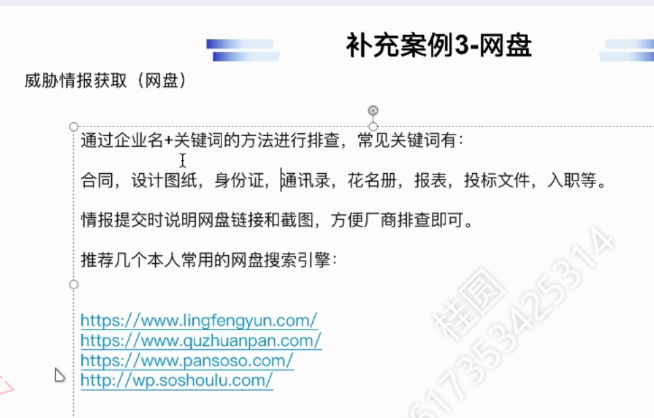 补充案例3-网盘
威胁情报获取（网盘）
通过企业名+关键词的方法进行排查，常见关键词有：
合同，设计图纸，身份证，通讯录，花名册，报表，投标文件，入职等。
情报提交时说明网盘链接和截图，方便厂商排查即可。
推荐几个本人常用的网盘搜索引擎：
https://www.lingfengyun.com/
https://www.quzhuanpan.com/
https://www.pansoso.com/
http://wp.soshoulu.com/
桂圆
6173534425314